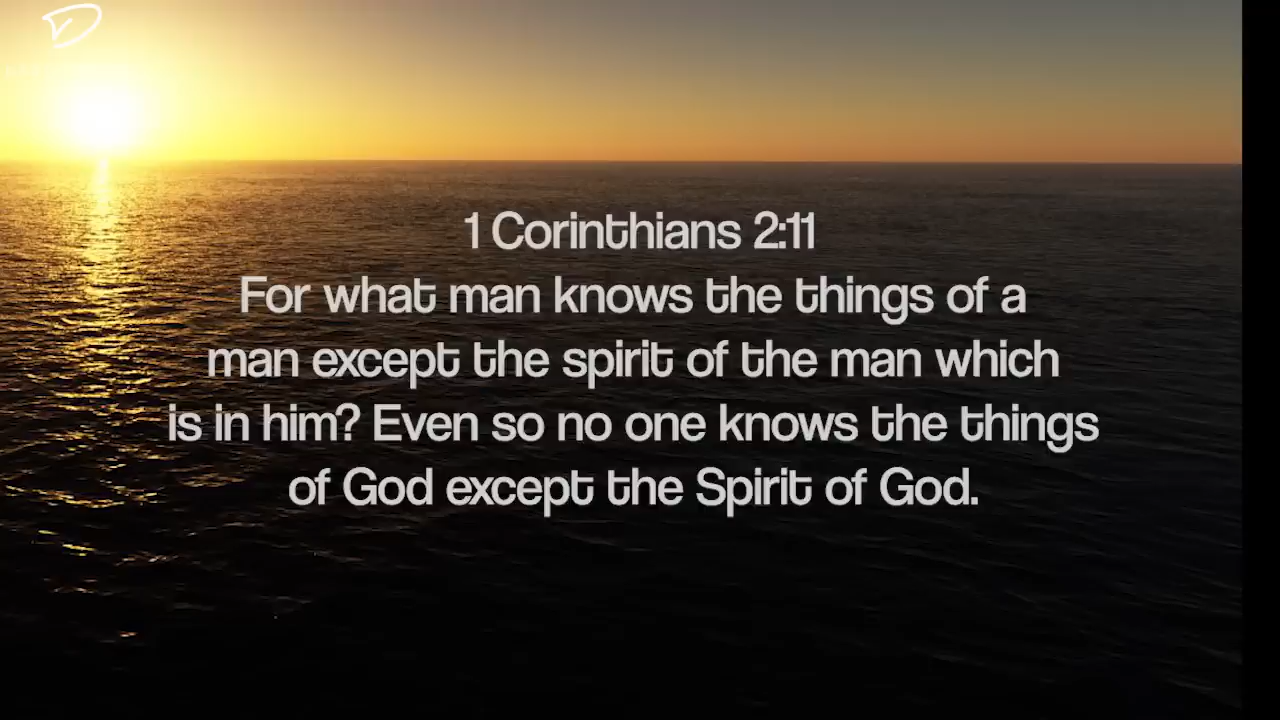 1 Corinthians 2:11
For what man knows the things of a
man except the spirit of the man which
is in him? Even so no one knows the things
of God except the Spirit of God.